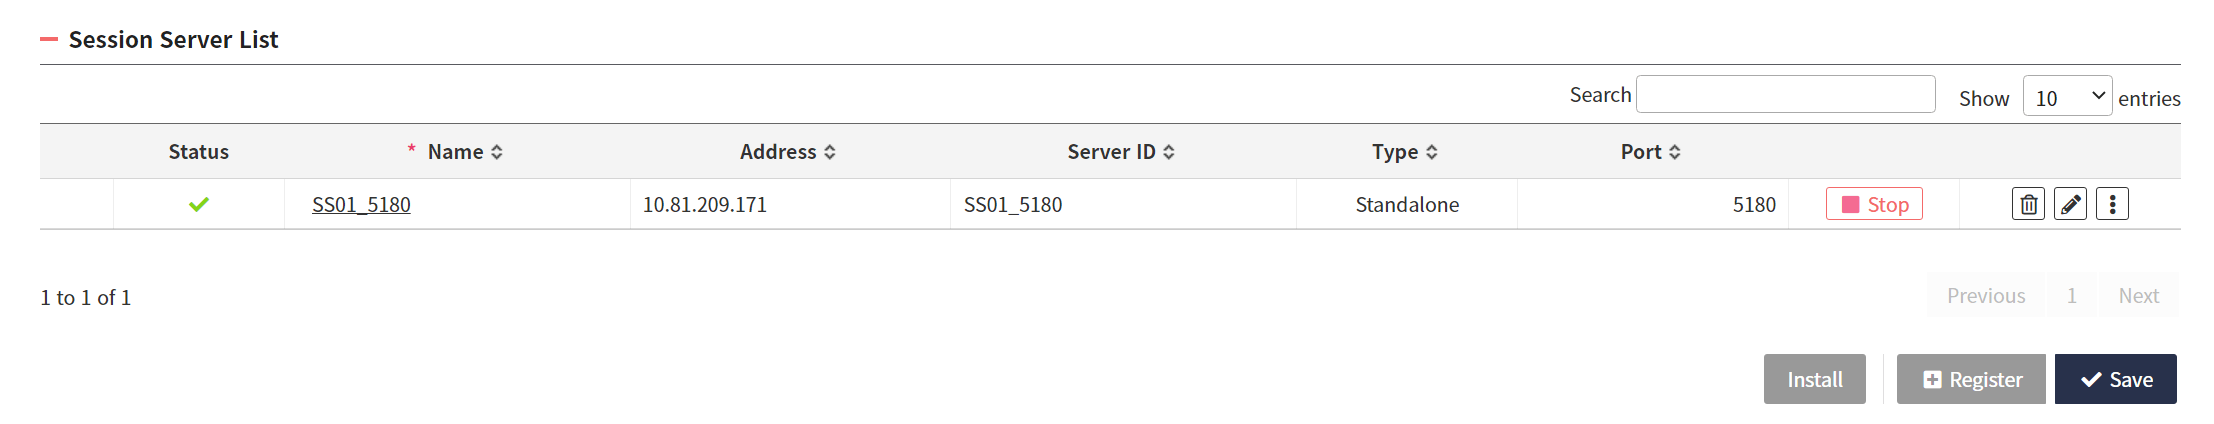 Session Server List
Search Show 10 entries
Status * Name Address Server ID Type Port
SS01_5180 10.81.209.171 SS01_5180 Standalone 5180 Stop
1 to 1 of 1 Previous 1 Next
Install Register Save